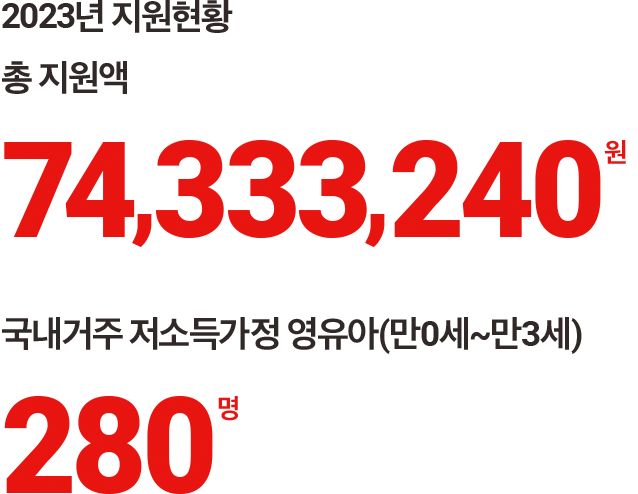 2023년 지원현황
총 지원액
74,333,240원
국내거주 저소득가정 영유아(만0세~만3세)
280명